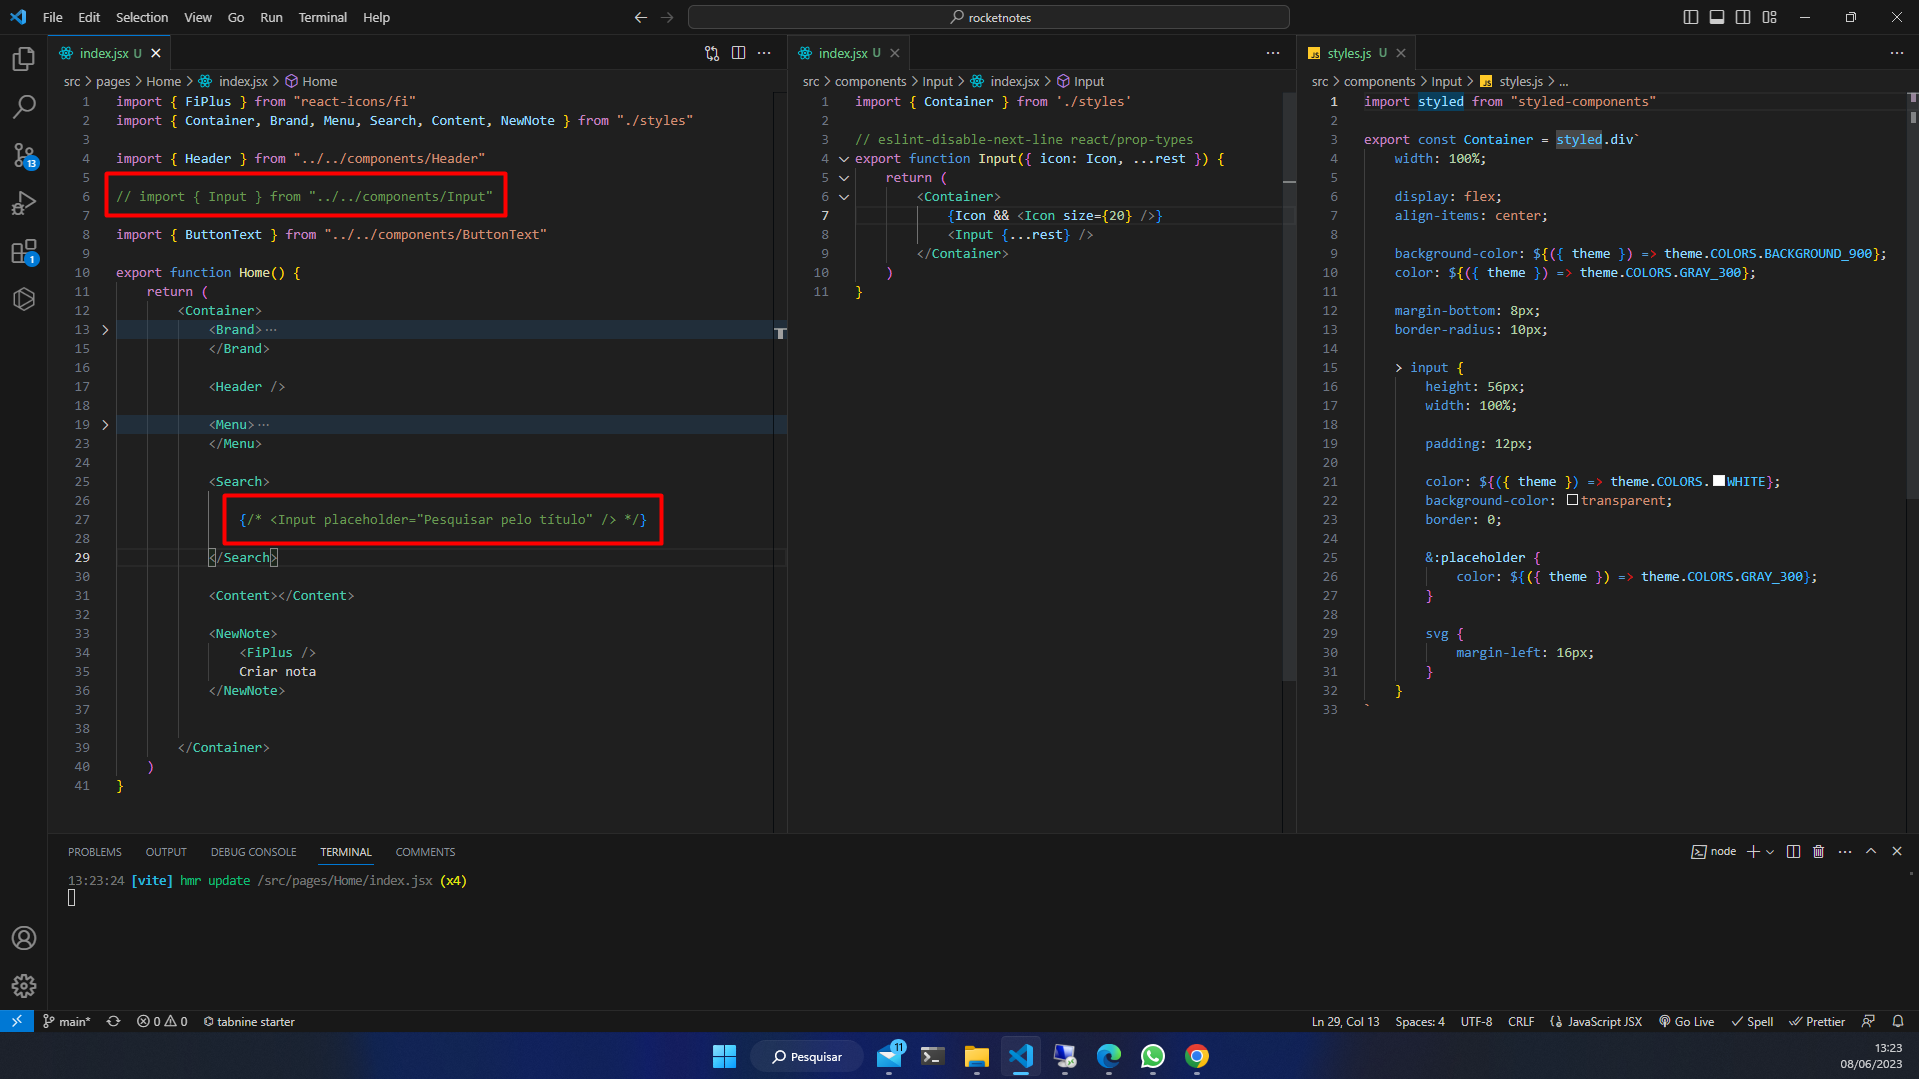 File Edit Selection View Go Run Terminal Help
rocketnotes
index.jsx U
src > pages > Home > index.jsx > Home
1 import { FiPlus } from "react-icons/fi"
2 import { Container, Brand, Menu, Search, Content, NewNote } from "./styles"
3
4 import { Header } from "../../components/Header"
5
6 // import { Input } from "../../components/Input"
7
8 import { ButtonText } from "../../components/ButtonText"
9
10 export function Home() {
11 return (
12 <Container>
13 <Brand>···
15 </Brand>
16
17 <Header />
18
19 <Menu>···
23 </Menu>
24
25 <Search>
26
27 {/* <Input placeholder="Pesquisar pelo título" /> */}
28
29 </Search>
30
31 <Content></Content>
32
33 <NewNote>
34 <FiPlus />
35 Criar nota
36 </NewNote>
37
38
39 </Container>
40 )
41 }
index.jsx U
src > components > Input > index.jsx > Input
1 import { Container } from './styles'
2
3 // eslint-disable-next-line react/prop-types
4 export function Input({ icon: Icon, ...rest }) {
5 return (
6 <Container>
7 {Icon && <Icon size={20} />}
8 <Input {...rest} />
9 </Container>
10 )
11 }
JS styles.js U
src > components > Input > JS styles.js > ...
1 import styled from "styled-components"
2
3 export const Container = styled.div`
4 width: 100%;
5
6 display: flex;
7 align-items: center;
8
9 background-color: ${({ theme }) => theme.COLORS.BACKGROUND_900};
10 color: ${({ theme }) => theme.COLORS.GRAY_300};
11
12 margin-bottom: 8px;
13 border-radius: 10px;
14
15 > input {
16 height: 56px;
17 width: 100%;
18
19 padding: 12px;
20
21 color: ${({ theme }) => theme.COLORS.WHITE};
22 background-color: transparent;
23 border: 0;
24
25 &:placeholder {
26 color: ${({ theme }) => theme.COLORS.GRAY_300};
27 }
28
29 svg {
30 margin-left: 16px;
31 }
32 }
33 `
13
1
PROBLEMS OUTPUT DEBUG CONSOLE TERMINAL COMMENTS
node
13:23:24 [vite] hmr update /src/pages/Home/index.jsx (x4)
main* 0 0 tabnine starter
Ln 29, Col 13 Spaces: 4 UTF-8 CRLF {} JavaScript JSX Go Live Spell Prettier
Pesquisar
11
13:23
08/06/2023